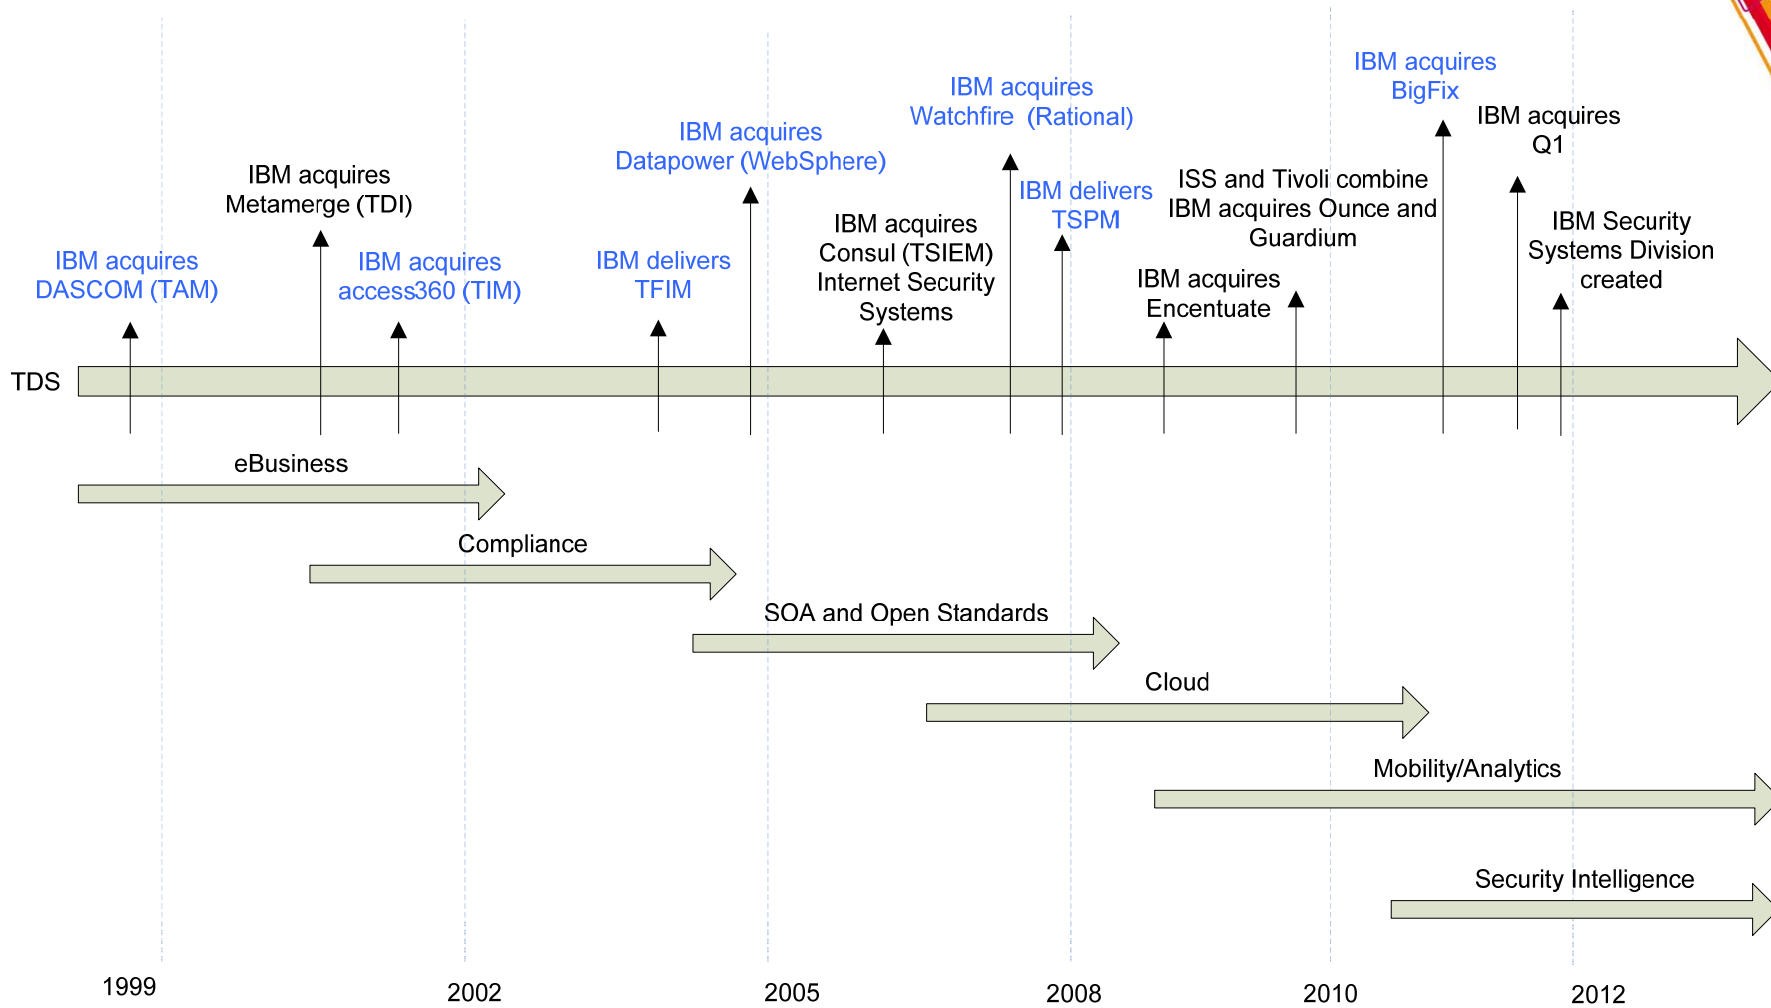 IBM acquires
DASCOM (TAM)
IBM acquires
Metamerge (TDI)
IBM acquires
access360 (TIM)
IBM delivers
TFIM
IBM acquires
Datapower (WebSphere)
IBM acquires
Consul (TSIEM)
Internet Security
Systems
IBM acquires
Watchfire (Rational)
IBM delivers
TSPM
IBM acquires
Encentuate
ISS and Tivoli combine
IBM acquires Ounce and
Guardium
IBM acquires
BigFix
IBM acquires
Q1
IBM Security
Systems Division
created
TDS
eBusiness
Compliance
SOA and Open Standards
Cloud
Mobility/Analytics
Security Intelligence
1999
2002
2005
2008
2010
2012